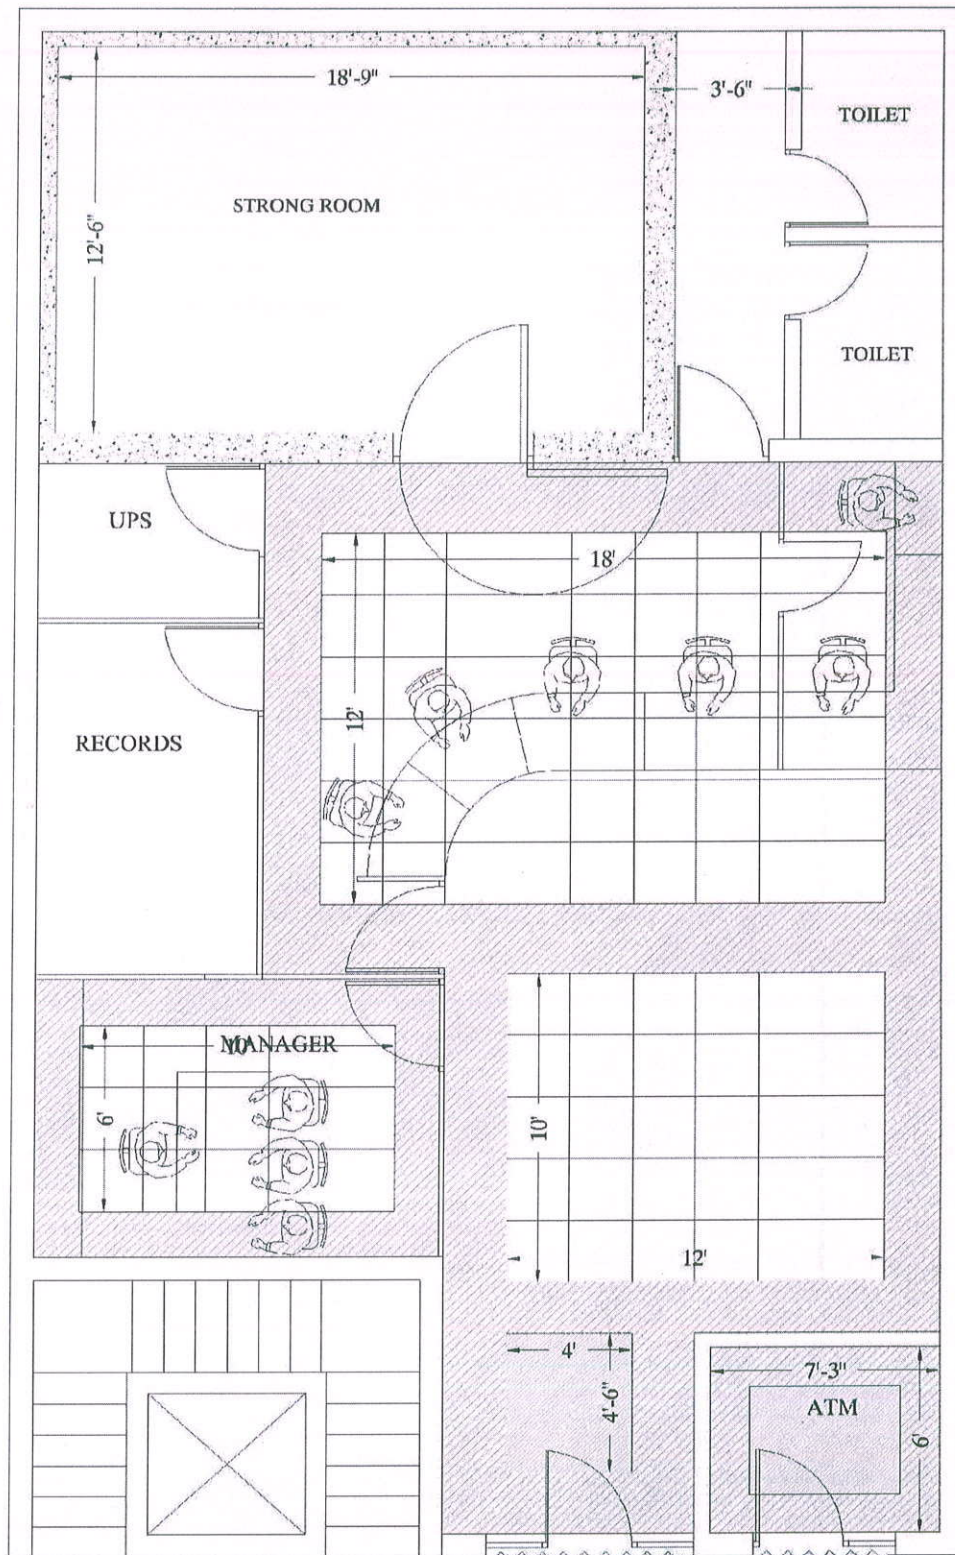 18'-9"
3'-6"
TOILET
STRONG ROOM
12'-6"
TOILET
UPS
18'
12'
RECORDS
MANAGER
10'
6'
10'
12'
4'
7'-3"
4'-6"
ATM
6'